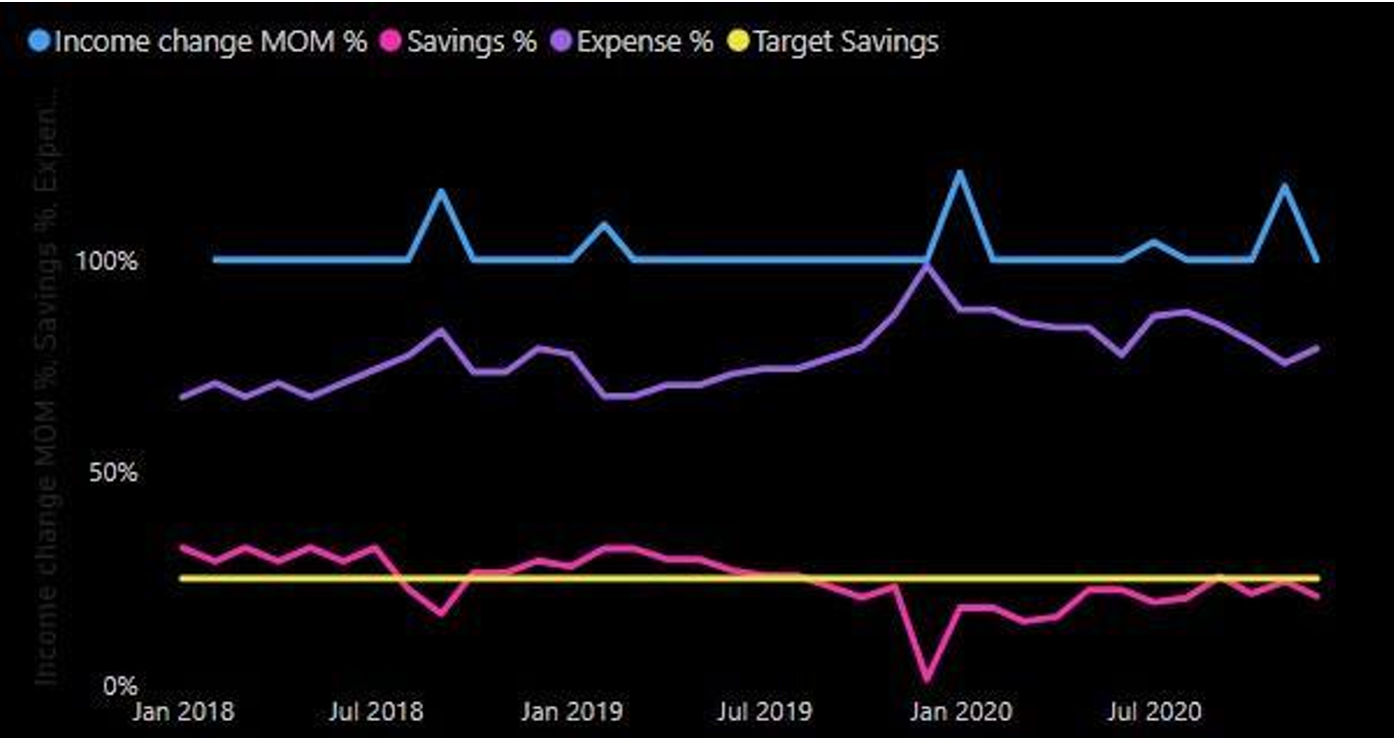 Income change MOM % Savings % Expense % Target Savings
Income change MOM %, Savings %, Expen...
100%
50%
0%
Jan 2018 Jul 2018 Jan 2019 Jul 2019 Jan 2020 Jul 2020